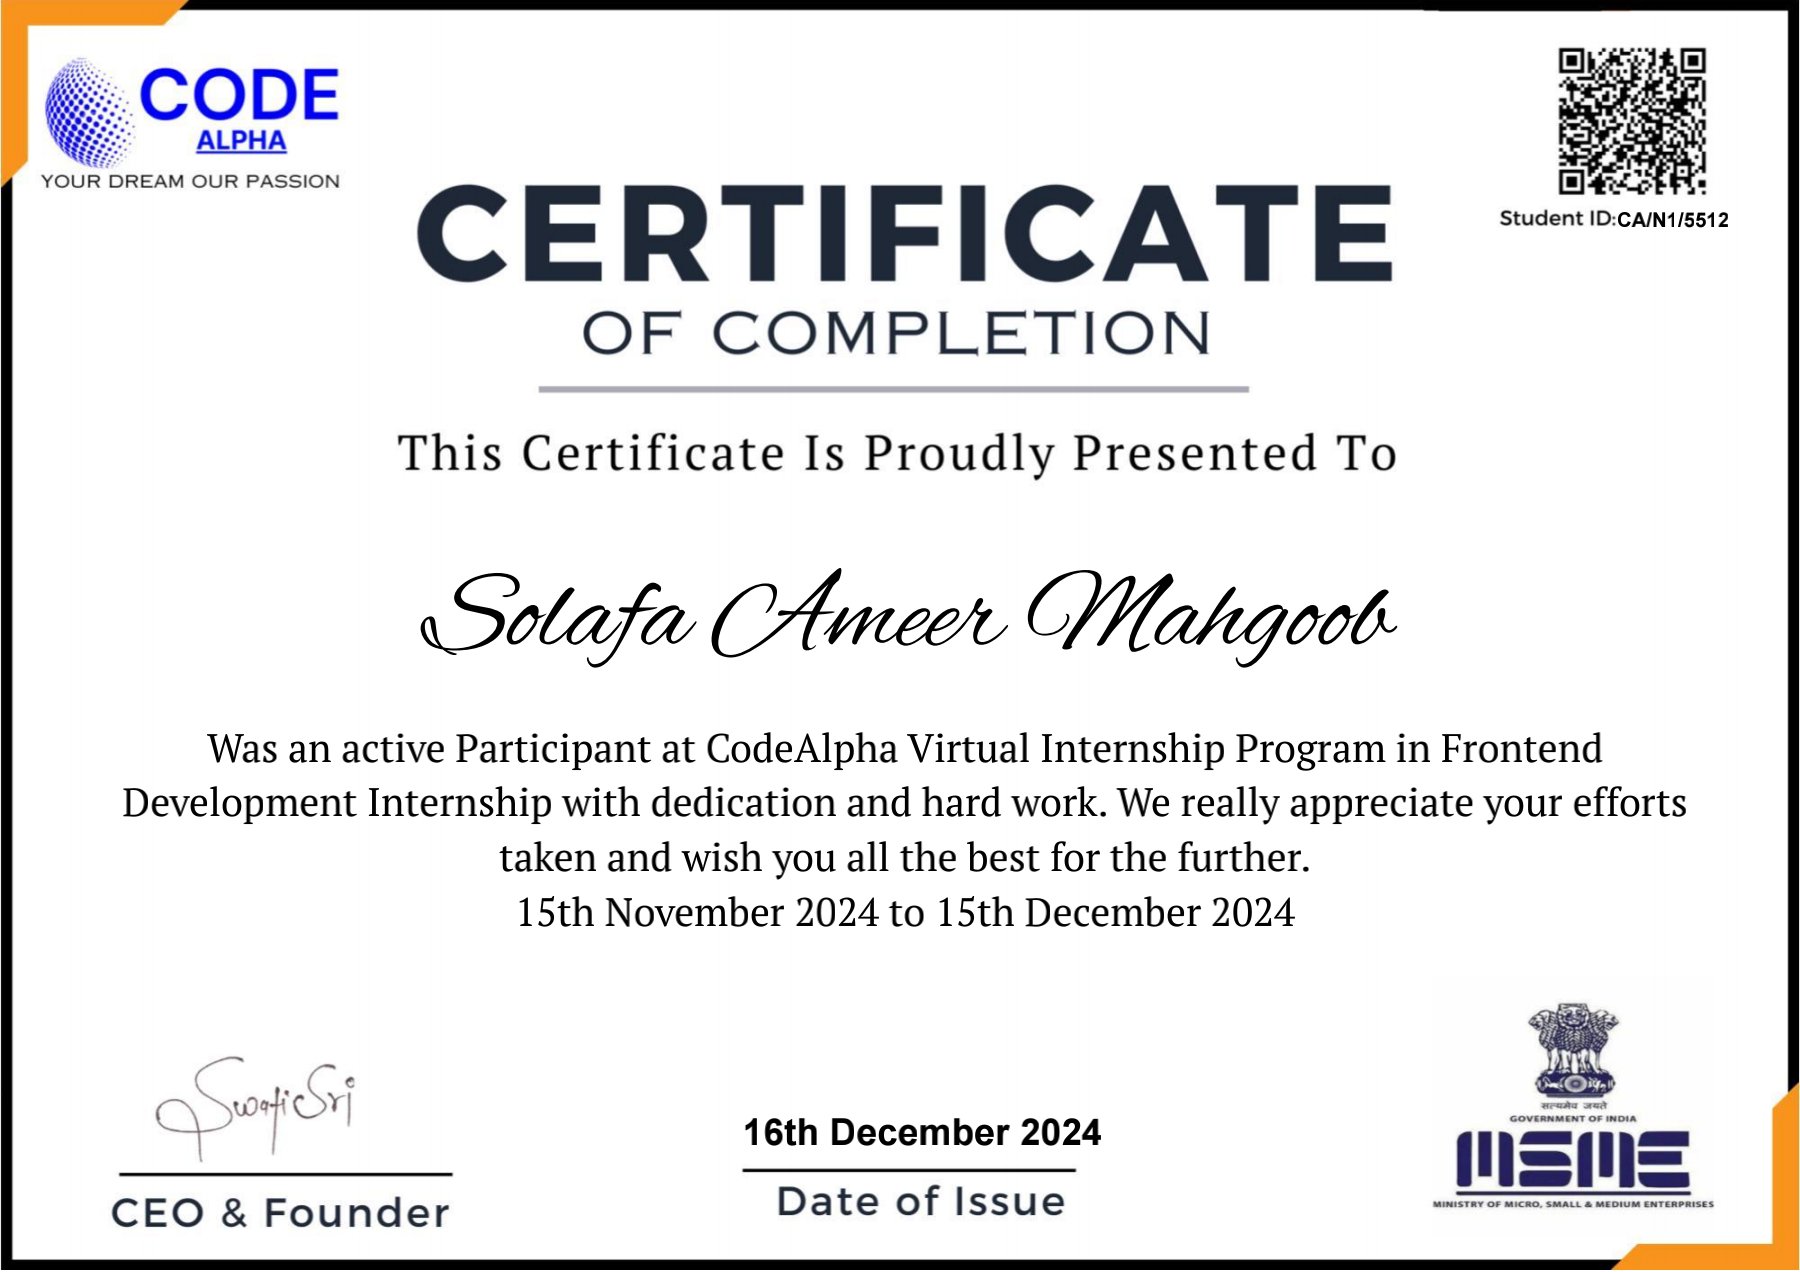 CODE
ALPHA
YOUR DREAM OUR PASSION
Student ID:CA/N1/5512
CERTIFICATE
OF COMPLETION
This Certificate Is Proudly Presented To
Solafa Ameer Mahgoob
Was an active Participant at CodeAlpha Virtual Internship Program in Frontend
Development Internship with dedication and hard work. We really appreciate your efforts
taken and wish you all the best for the further.
15th November 2024 to 15th December 2024
SwatiSri
CEO & Founder
16th December 2024
Date of Issue
सत्यमेव जयते
GOVERNMENT OF INDIA
MSME
MINISTRY OF MICRO, SMALL & MEDIUM ENTERPRISES